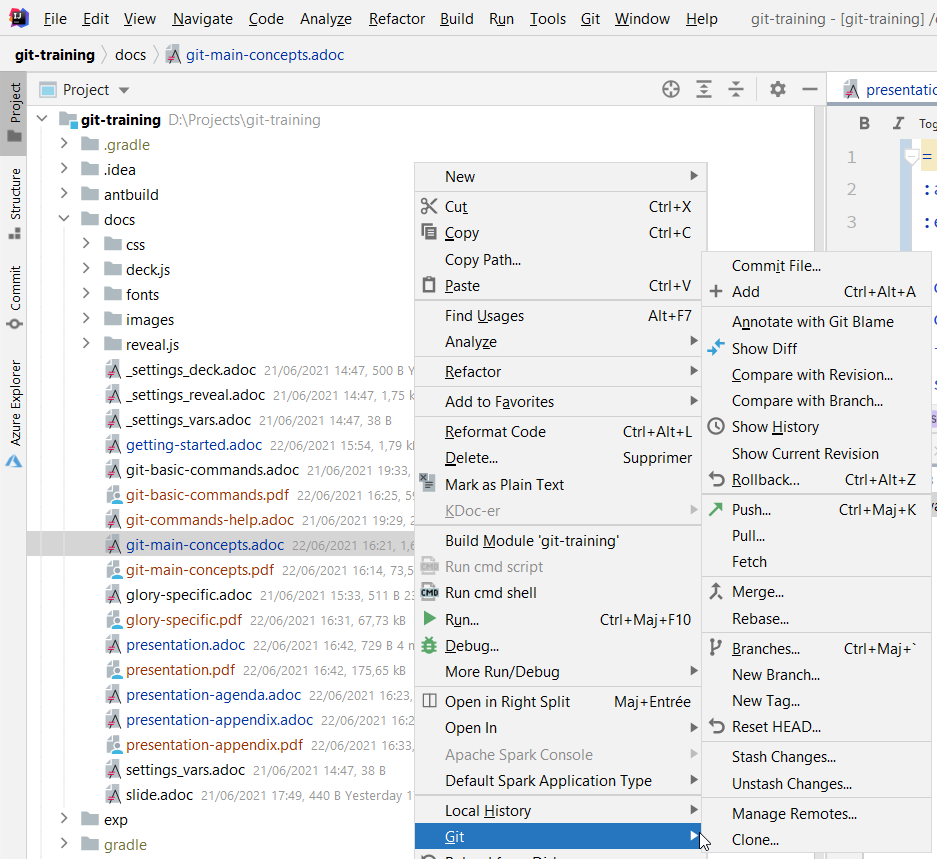 File Edit View Navigate Code Analyze Refactor Build Run Tools Git Window Help git-training - [git-training]
git-training docs git-main-concepts.adoc
Project
Structure
Commit
Azure Explorer
Project
git-training D:\Projects\git-training
.gradle
.idea
antbuild
docs
css
deck.js
fonts
images
reveal.js
_settings_deck.adoc 21/06/2021 14:47, 500 B
_settings_reveal.adoc 21/06/2021 14:47, 1,75
_settings_vars.adoc 21/06/2021 14:47, 38 B
getting-started.adoc 22/06/2021 15:54, 1,79
git-basic-commands.adoc 21/06/2021 19:33,
git-basic-commands.pdf 22/06/2021 16:25,
git-commands-help.adoc 21/06/2021 19:29,
git-main-concepts.adoc 22/06/2021 16:21,
git-main-concepts.pdf 22/06/2021 16:14, 73,5
glory-specific.adoc 21/06/2021 15:33, 511 B
glory-specific.pdf 22/06/2021 16:31, 67,73 kB
presentation.adoc 22/06/2021 16:42, 729 B
presentation.pdf 22/06/2021 16:42, 175,65 kB
presentation-agenda.adoc 22/06/2021 16:23,
presentation-appendix.adoc 22/06/2021
presentation-appendix.pdf 22/06/2021 16:33,
settings_vars.adoc 21/06/2021 14:47, 38 B
slide.adoc 21/06/2021 17:49, 440 B Yesterday
exp
gradle
New
Cut Ctrl+X
Copy Ctrl+C
Copy Path...
Paste Ctrl+V
Find Usages Alt+F7
Analyze
Refactor
Add to Favorites
Reformat Code Ctrl+Alt+L
Delete... Supprimer
Mark as Plain Text
KDoc-er
Build Module 'git-training'
Run cmd script
CMD Run cmd shell
Run... Ctrl+Maj+F10
Debug...
More Run/Debug
Open in Right Split Maj+Entrée
Open In
Apache Spark Console
Default Spark Application Type
Local History
Git
Commit File...
Add Ctrl+Alt+A
Annotate with Git Blame
Show Diff
Compare with Revision...
Compare with Branch...
Show History
Show Current Revision
Rollback... Ctrl+Alt+Z
Push... Ctrl+Maj+K
Pull...
Fetch
Merge...
Rebase...
Branches... Ctrl+Maj+`
New Branch...
New Tag...
Reset HEAD...
Stash Changes...
Unstash Changes...
Manage Remotes...
Clone...
B I
1 =
2
3